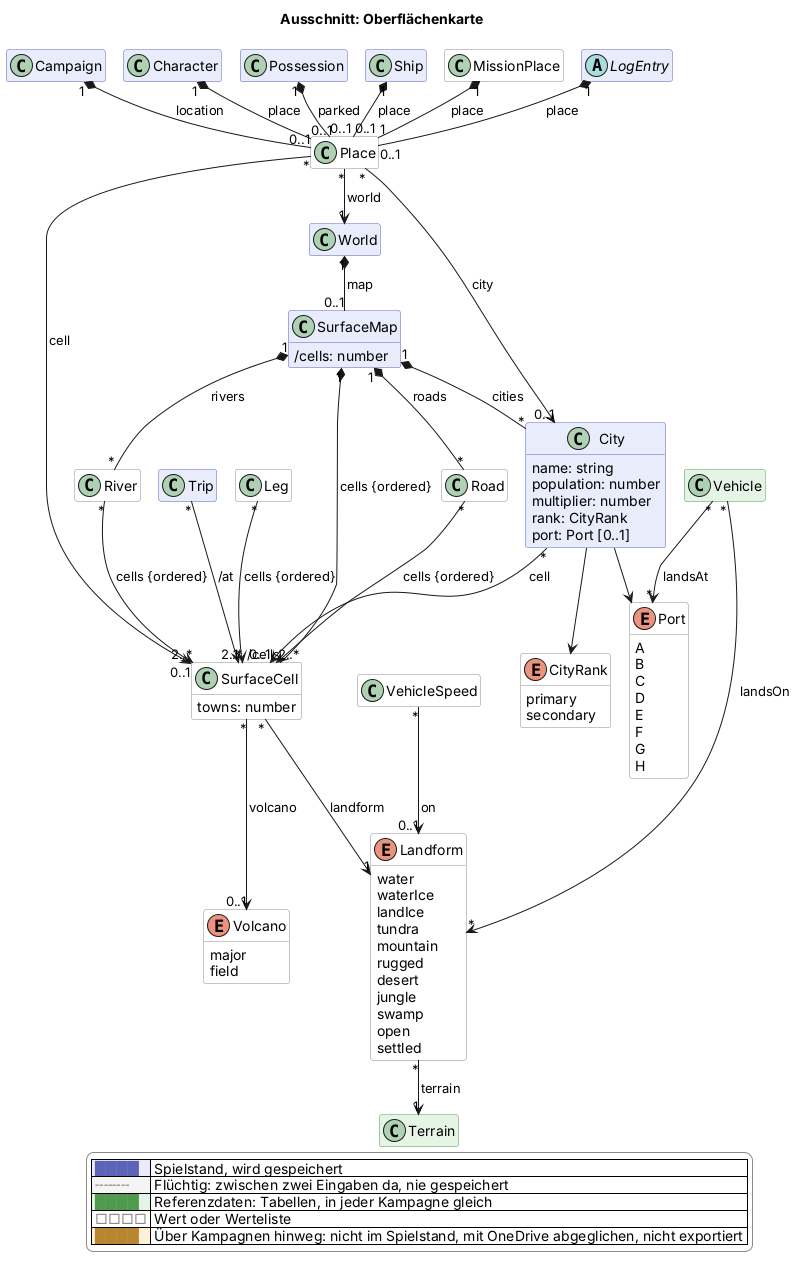 Ausschnitt: Oberflächenkarte
C Campaign
C Character
C Possession
C Ship
C MissionPlace
A LogEntry
1 1 1 1 1 1
location place parked place place place
0..1 0..1 0..1 0..1 1 0..1
C Place
* * *
world
city
cell
1
C World
1
map
0..1
C SurfaceMap
/cells: number
1 1 1 1
rivers
roads
cities
* * * 0..1
C City
name: string
population: number
multiplier: number
rank: CityRank
port: Port [0..1]
C River
C Trip
C Leg
cells {ordered}
C Road
C Vehicle
* * * * * * *
cells {ordered}
/at
cells {ordered}
cells {ordered}
cell
landsAt
landsOn
*
0..1
C SurfaceCell
towns: number
C VehicleSpeed
E CityRank
primary
secondary
E Port
A
B
C
D
E
F
G
H
* * *
volcano
landform
on
0..1
0..1
1
*
E Volcano
major
field
E Landform
water
waterIce
landIce
tundra
mountain
rugged
desert
jungle
swamp
open
settled
*
terrain
1
C Terrain
Spielstand, wird gespeichert
Flüchtig: zwischen zwei Eingaben da, nie gespeichert
Referenzdaten: Tabellen, in jeder Kampagne gleich
Wert oder Werteliste
Über Kampagnen hinweg: nicht im Spielstand, mit OneDrive abgeglichen, nicht exportiert